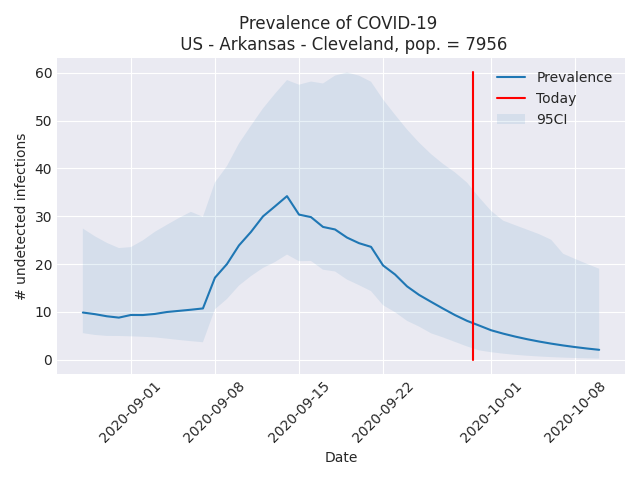 Prevalence of COVID-19
US - Arkansas - Cleveland, pop. = 7956
# undetected infections
60
50
40
30
20
10
0
Prevalence
Today
95CI
2020-09-01
2020-09-08
2020-09-15
2020-09-22
2020-10-01
2020-10-08
Date